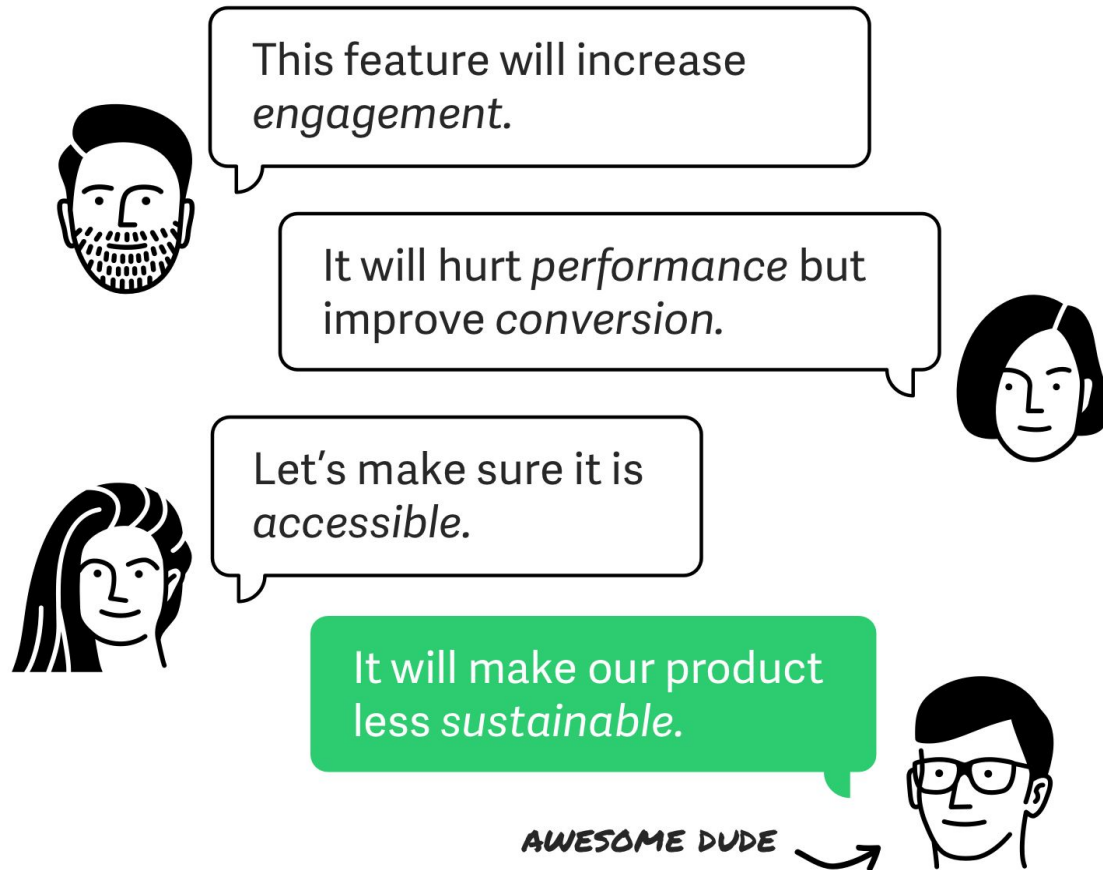 This feature will increase
engagement.
It will hurt performance but
improve conversion.
Let's make sure it is
accessible.
It will make our product
less sustainable.
AWESOME DUDE